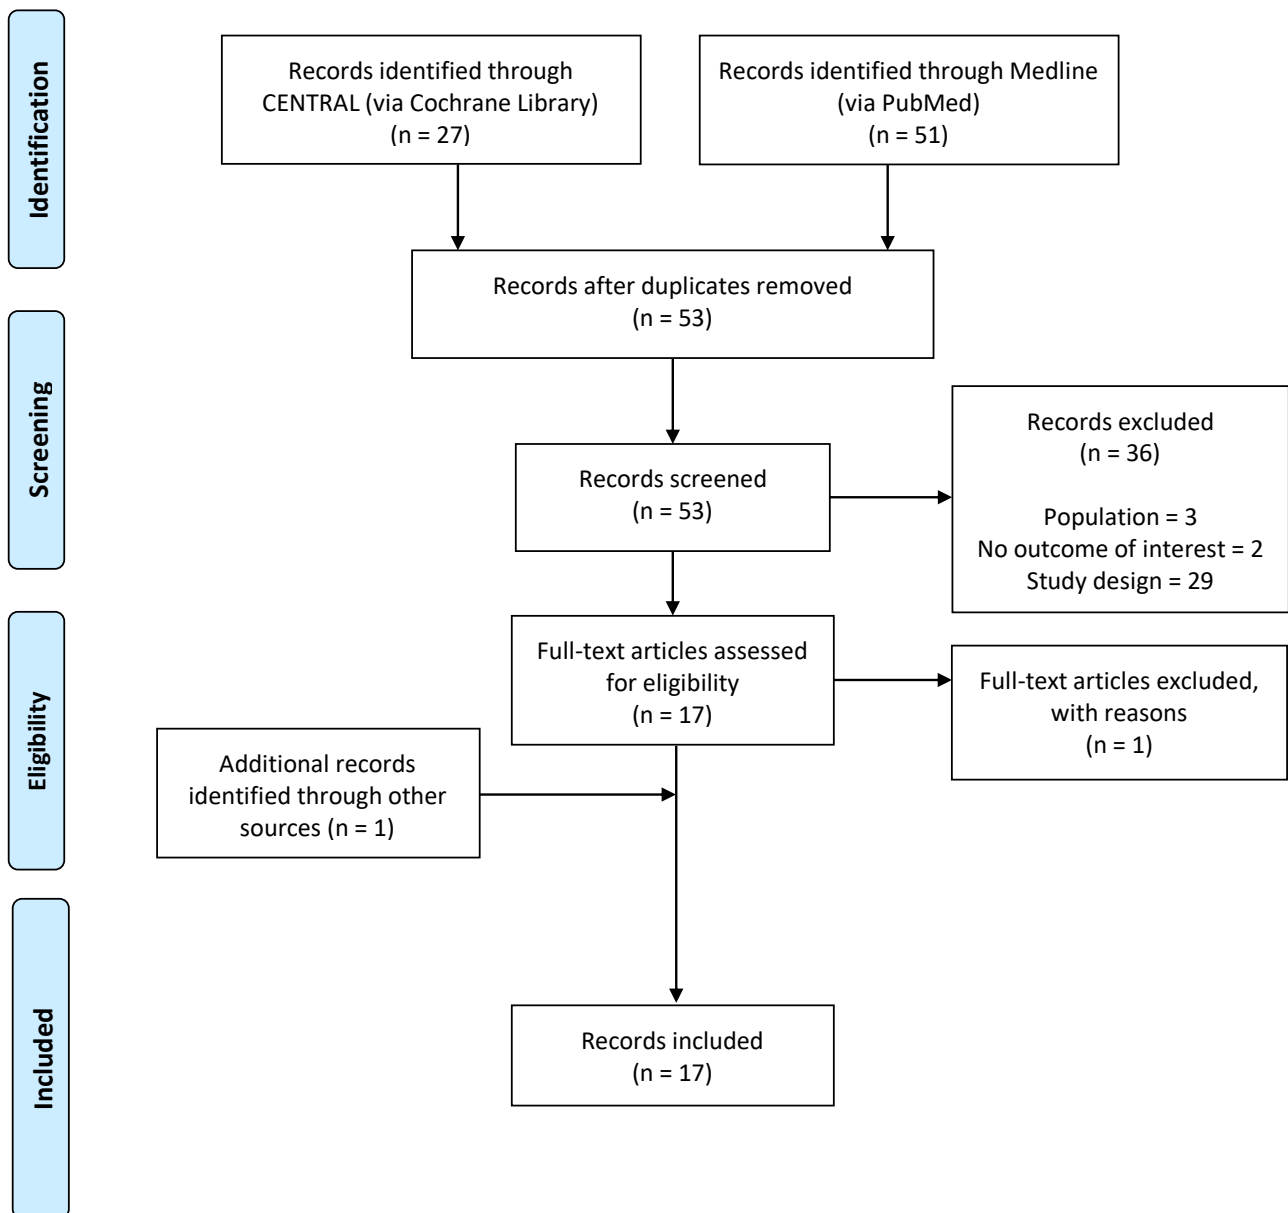 Identification
Records identified through
CENTRAL (via Cochrane Library)
(n = 27)
Records identified through Medline
(via PubMed)
(n = 51)
Records after duplicates removed
(n = 53)
Screening
Records screened
(n = 53)
Records excluded
(n = 36)
Population = 3
No outcome of interest = 2
Study design = 29
Eligibility
Full-text articles assessed
for eligibility
(n = 17)
Full-text articles excluded,
with reasons
(n = 1)
Additional records
identified through other
sources (n = 1)
Included
Records included
(n = 17)